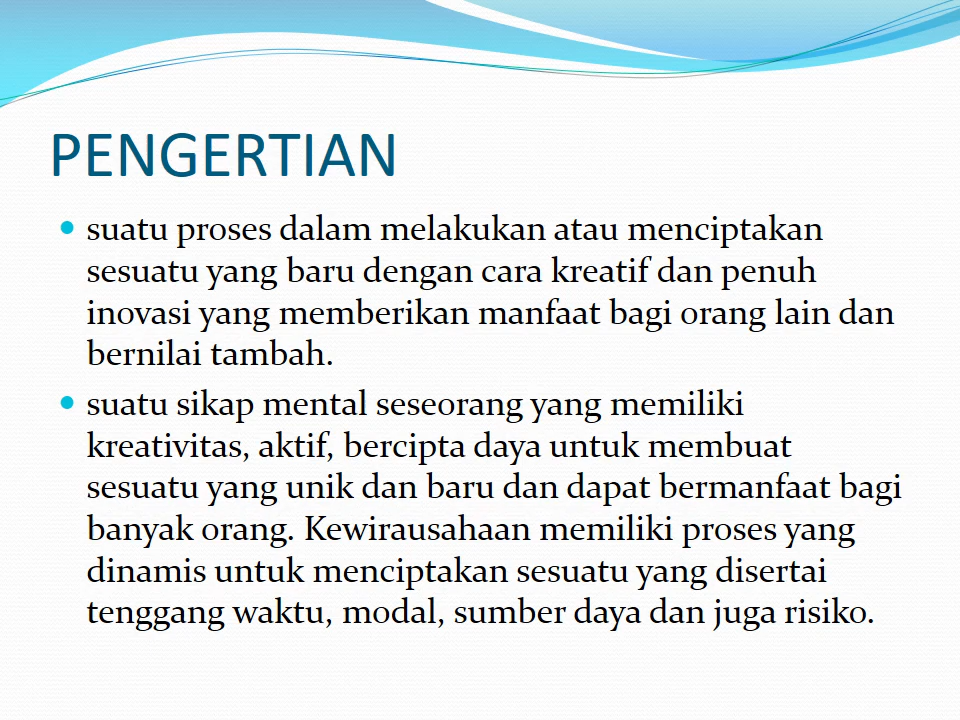 PENGERTIAN
suatu proses dalam melakukan atau menciptakan
sesuatu yang baru dengan cara kreatif dan penuh
inovasi yang memberikan manfaat bagi orang lain dan
bernilai tambah.
suatu sikap mental seseorang yang memiliki
kreativitas, aktif, bercipta daya untuk membuat
sesuatu yang unik dan baru dan dapat bermanfaat bagi
banyak orang. Kewirausahaan memiliki proses yang
dinamis untuk menciptakan sesuatu yang disertai
tenggang waktu, modal, sumber daya dan juga risiko.